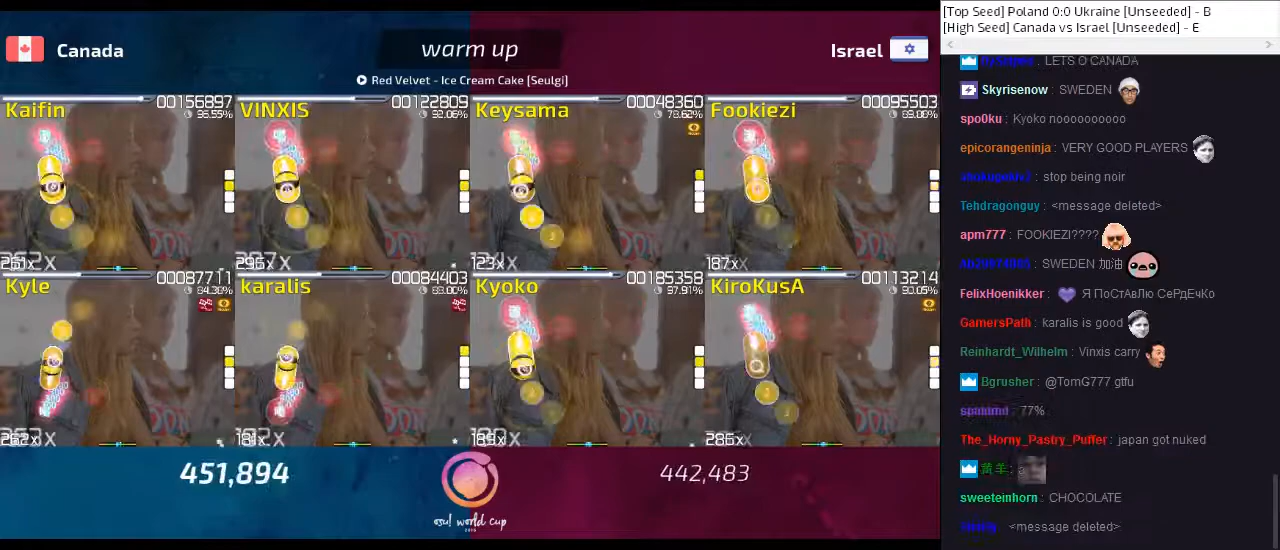 [Top Seed] Poland 0:0 Ukraine [Unseeded] - B
[High Seed] Canada vs Israel [Unseeded] - E
Canada
warm up
Israel
Red Velvet - Ice Cream Cake [Seulgi]
Kaifin
00156897
96.55%
VINXIS
00122809
92.06%
Keysama
00048360
78.62%
Fookiezi
00095503
123x
187x
Kyle
00087711
karalis
00084403
Kyoko
00185358
97.91%
KiroKusA
00113214
90.05%
262x
181x
286x
451,894
442,483
osu! world cup
LETS O CANADA
Skyrisenow : SWEDEN
spo0ku : Kyoko nooooooooo
epicorangeninja : VERY GOOD PLAYERS
stop being noir
Tehdragonguy : <message deleted>
apm777 : FOOKIEZI????
SWEDEN 加油
FelixHoenikker : Я ПоСтАвЛю СеРдЕчКо
GamersPath : karalis is good
Reinhardt_Wilhelm : Vinxis carry
Bgrusher : @TomG777 gtfu
77%
The_Horny_Pastry_Puffer : japan got nuked
黄羊 :
sweeteinhorn : CHOCOLATE
<message deleted>